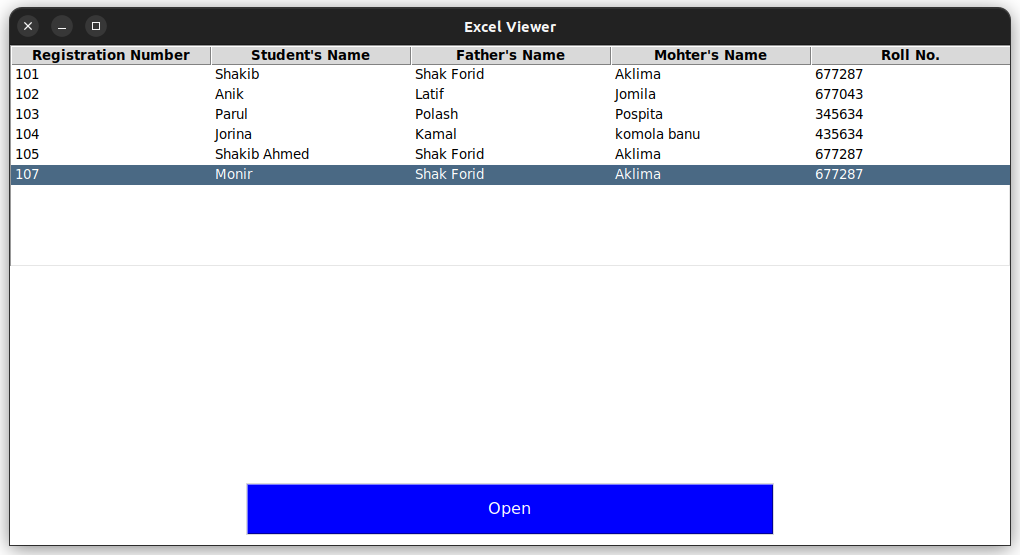 Excel Viewer
Registration Number Student's Name Father's Name Mohter's Name Roll No.
101 Shakib Shak Forid Aklima 677287
102 Anik Latif Jomila 677043
103 Parul Polash Pospita 345634
104 Jorina Kamal komola banu 435634
105 Shakib Ahmed Shak Forid Aklima 677287
107 Monir Shak Forid Aklima 677287
Open